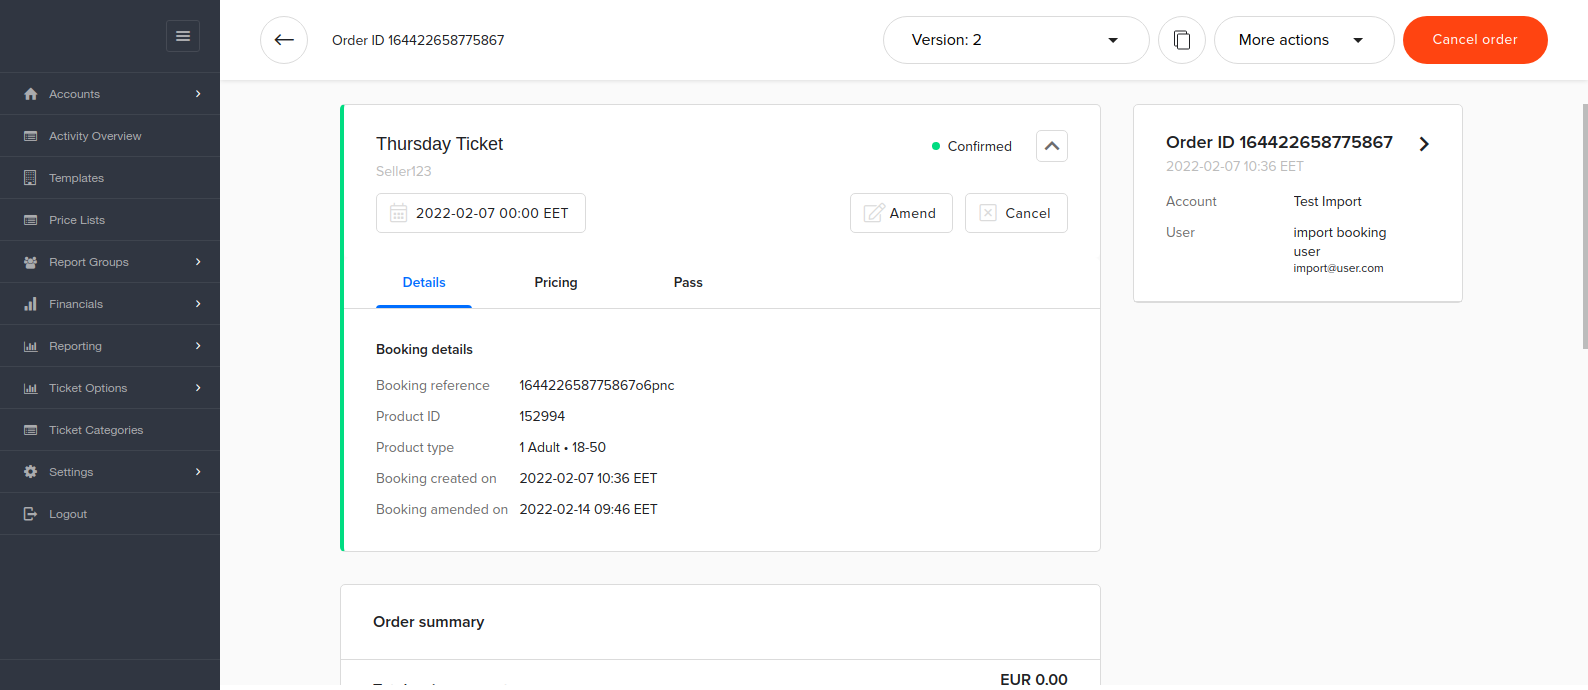 Order ID 164422658775867
Version: 2
More actions
Cancel order
Accounts
Activity Overview
Templates
Price Lists
Report Groups
Financials
Reporting
Ticket Options
Ticket Categories
Settings
Logout
Thursday Ticket
Confirmed
Seller123
2022-02-07 00:00 EET
Amend
Cancel
Details
Pricing
Pass
Booking details
Booking reference 164422658775867o6pnc
Product ID 152994
Product type 1 Adult • 18-50
Booking created on 2022-02-07 10:36 EET
Booking amended on 2022-02-14 09:46 EET
Order summary
EUR 0.00
Order ID 164422658775867
2022-02-07 10:36 EET
Account Test Import
User import booking
user
import@user.com